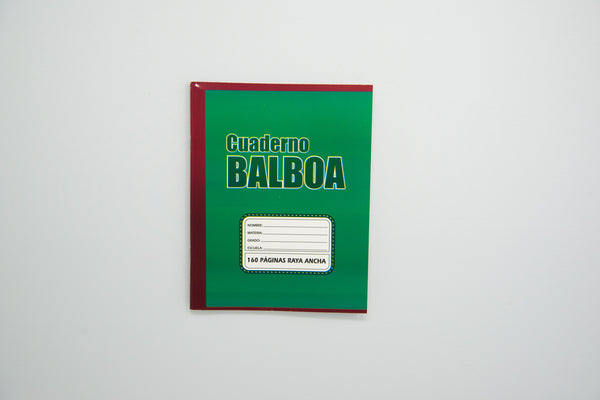 Cuaderno
BALBOA
NOMBRE:
MATERIA:
GRADO:
ESCUELA:
160 PÁGINAS RAYA ANCHA